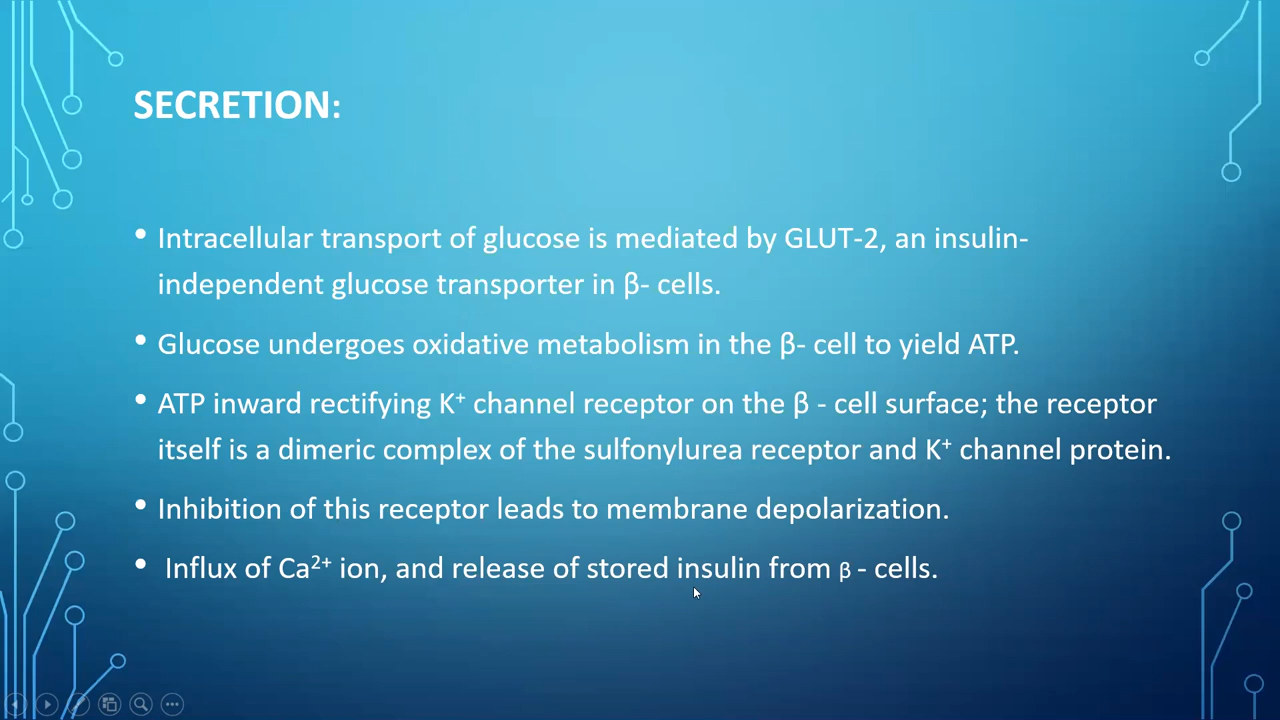 SECRETION:
• Intracellular transport of glucose is mediated by GLUT-2, an insulin-
independent glucose transporter in β- cells.
• Glucose undergoes oxidative metabolism in the β- cell to yield ATP.
• ATP inward rectifying K⁺ channel receptor on the β - cell surface; the receptor
itself is a dimeric complex of the sulfonylurea receptor and K⁺ channel protein.
• Inhibition of this receptor leads to membrane depolarization.
• Influx of Ca²⁺ ion, and release of stored insulin from β - cells.